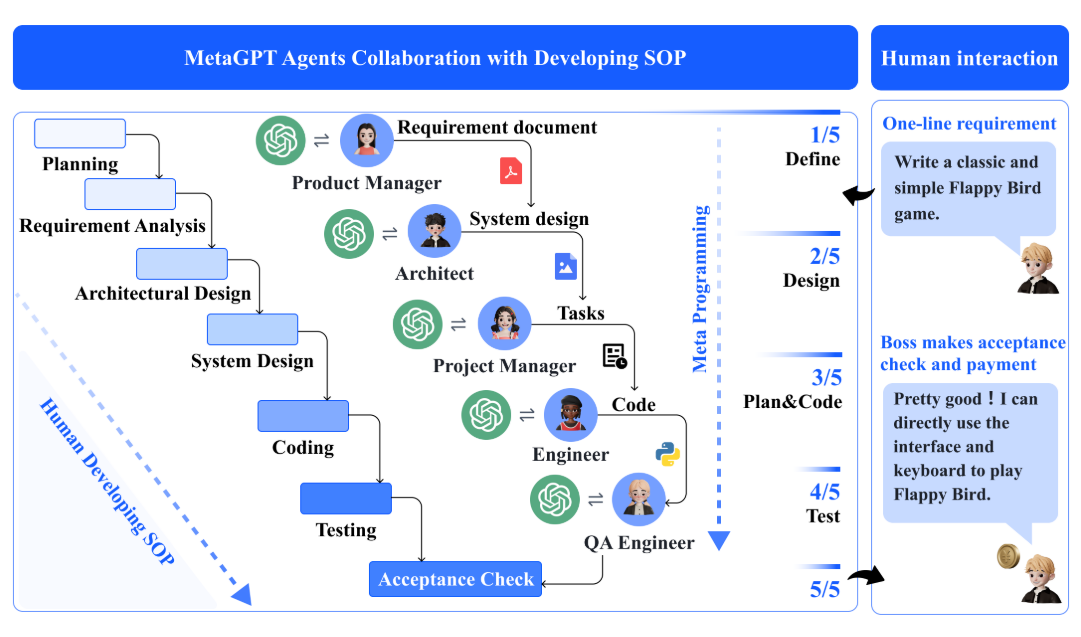 MetaGPT Agents Collaboration with Developing SOP
Human interaction
Planning
Requirement Analysis
Architectural Design
System Design
Coding
Testing
Acceptance Check
Human Developing SOP
Requirement document
Product Manager
System design
Architect
Tasks
Project Manager
Code
Engineer
QA Engineer
Meta Programming
1/5
Define
2/5
Design
3/5
Plan&Code
4/5
Test
5/5
One-line requirement
Write a classic and
simple Flappy Bird
game.
Boss makes acceptance
check and payment
Pretty good！I can
directly use the
interface and
keyboard to play
Flappy Bird.